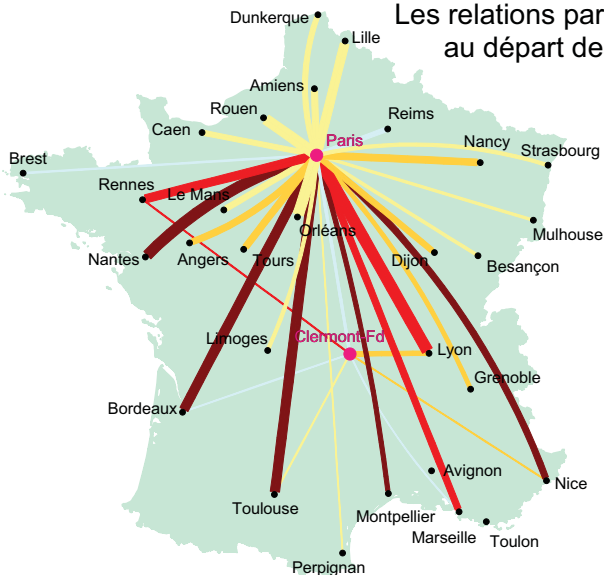 Les relations par
au départ de
Dunkerque
Lille
Amiens
Rouen
Reims
Caen
Paris
Nancy
Strasbourg
Brest
Rennes
Le Mans
Orléans
Mulhouse
Nantes
Angers
Tours
Dijon
Besançon
Limoges
Clermont-Fd
Lyon
Grenoble
Bordeaux
Avignon
Nice
Toulouse
Montpellier
Marseille
Toulon
Perpignan